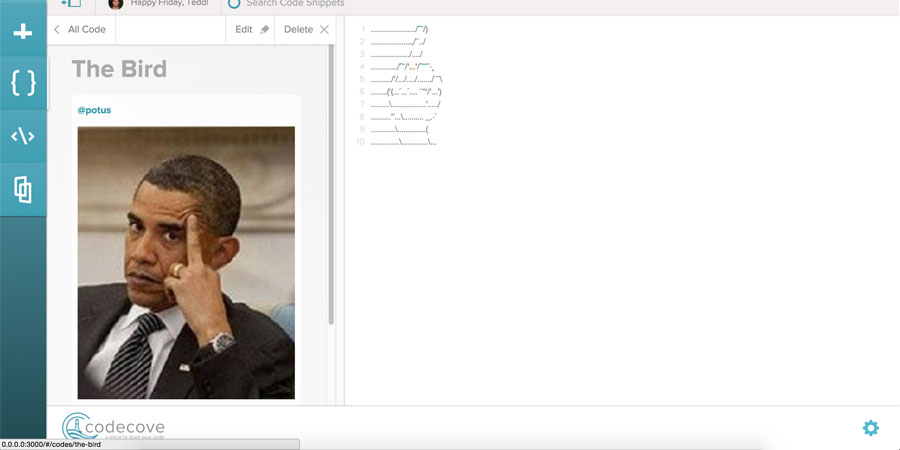 Happy Friday, Tedd!
Search Code Snippets
All Code
Edit
Delete
The Bird
@potus
1 ....................../´¯/)
2 ....................,/¯../
3 .................../..../
4 ............./´¯/'...'/´¯¯`·¸
5 ........../'/.../..../......./¨¯\
6 ........('(...´...´.... ¯~/'...')
7 .........\.................'...../
8 ..........''...\.......... _.·´
9 ............\..............(
10 ..............\.............\...
codecove
a place to store your code
0.0.0.0:3000/#/codes/the-bird